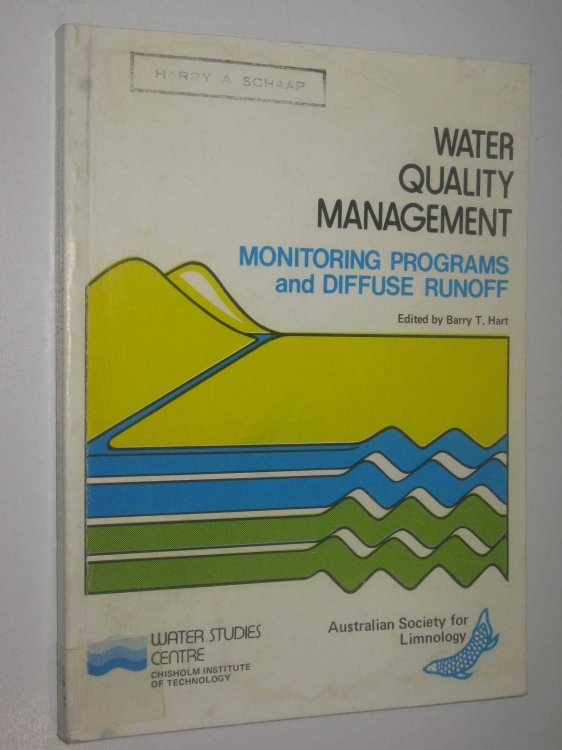 HARRY A SCHAAP
WATER
QUALITY
MANAGEMENT
MONITORING PROGRAMS
and DIFFUSE RUNOFF
Edited by Barry T. Hart
WATER STUDIES
CENTRE
CHISHOLM INSTITUTE
OF TECHNOLOGY
Australian Society for
Limnology